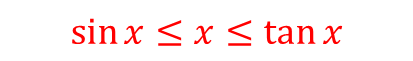 sin 𝑥 ≤ 𝑥 ≤ tan 𝑥